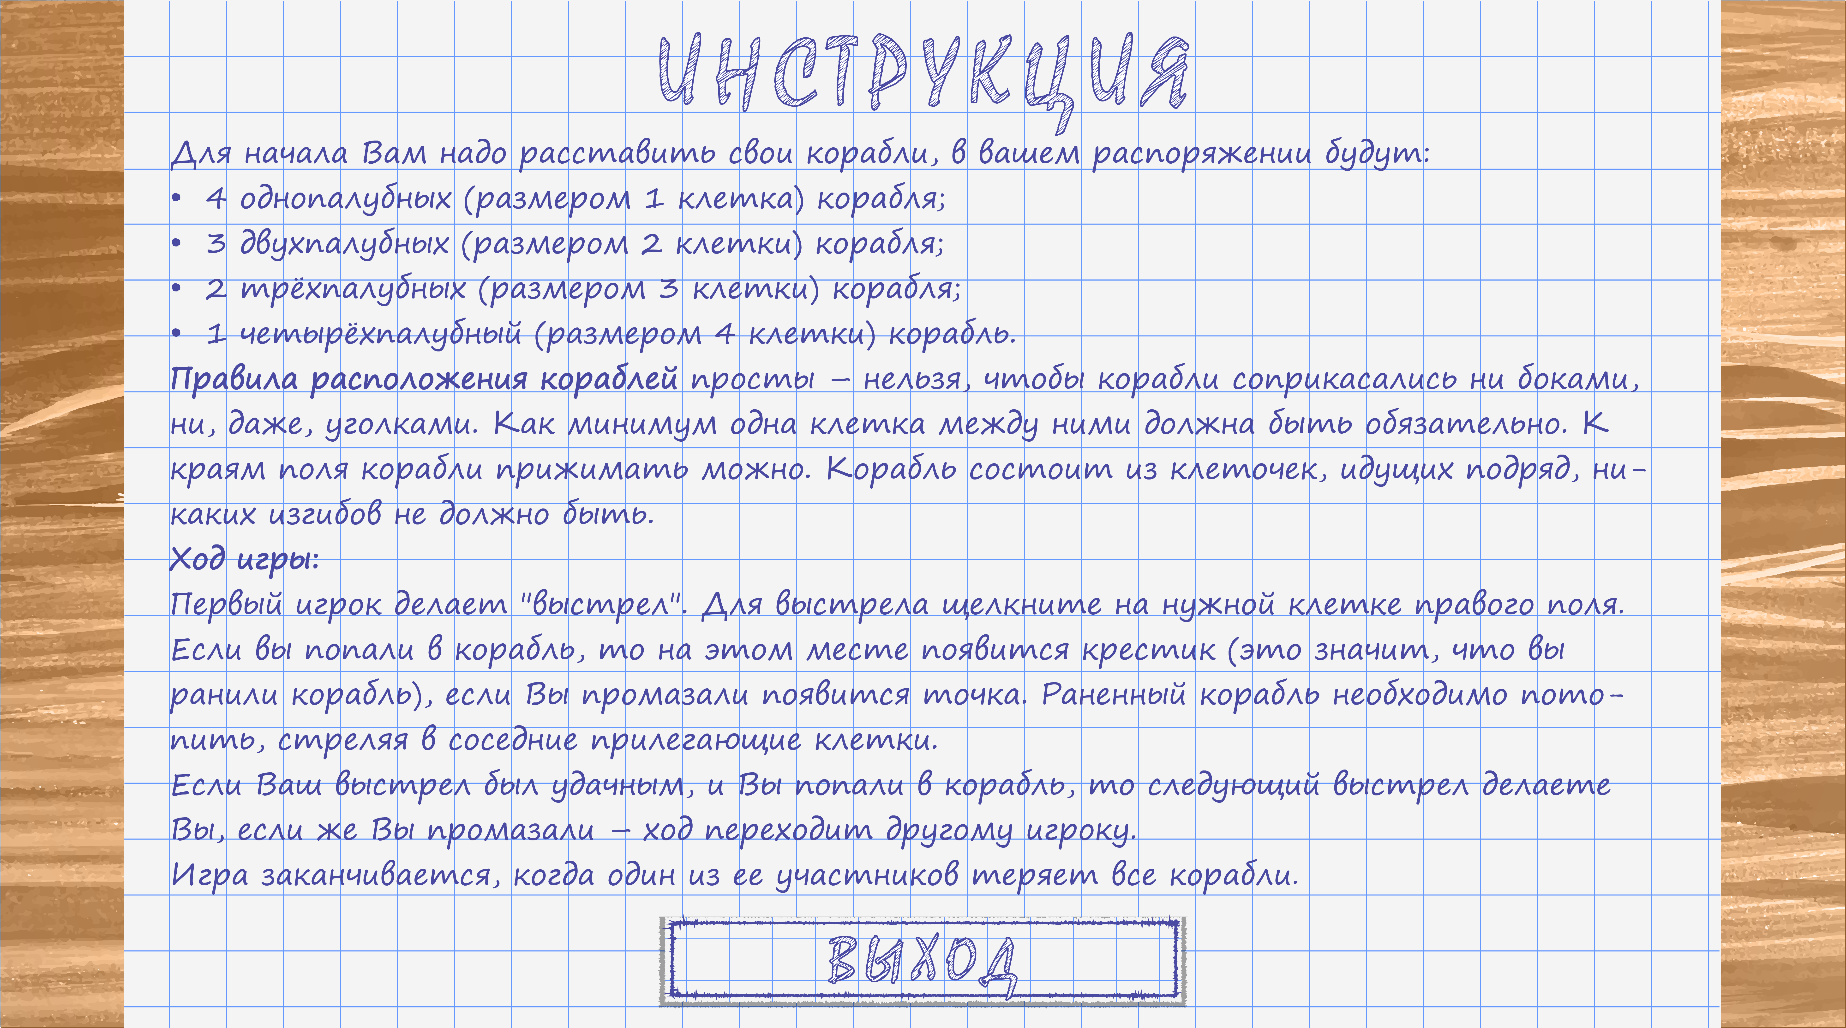 ИНСТРУКЦИЯ
Для начала Вам надо расставить свои корабли, в вашем распоряжении будут:
• 4 однопалубных (размером 1 клетка) корабля;
• 3 двухпалубных (размером 2 клетки) корабля;
• 2 трёхпалубных (размером 3 клетки) корабля;
• 1 четырёхпалубный (размером 4 клетки) корабль.
Правила расположения кораблей просты – нельзя, чтобы корабли соприкасались ни боками,
ни, даже, уголками. Как минимум одна клетка между ними должна быть обязательно. К
краям поля корабли прижимать можно. Корабль состоит из клеточек, идущих подряд, ни-
каких изгибов не должно быть.
Ход игры:
Первый игрок делает "выстрел". Для выстрела щелкните на нужной клетке правого поля.
Если вы попали в корабль, то на этом месте появится крестик (это значит, что вы
ранили корабль), если Вы промазали появится точка. Раненный корабль необходимо пото-
пить, стреляя в соседние прилегающие клетки.
Если Ваш выстрел был удачным, и Вы попали в корабль, то следующий выстрел делаете
Вы, если же Вы промазали – ход переходит другому игроку.
Игра заканчивается, когда один из ее участников теряет все корабли.
ВЫХОД